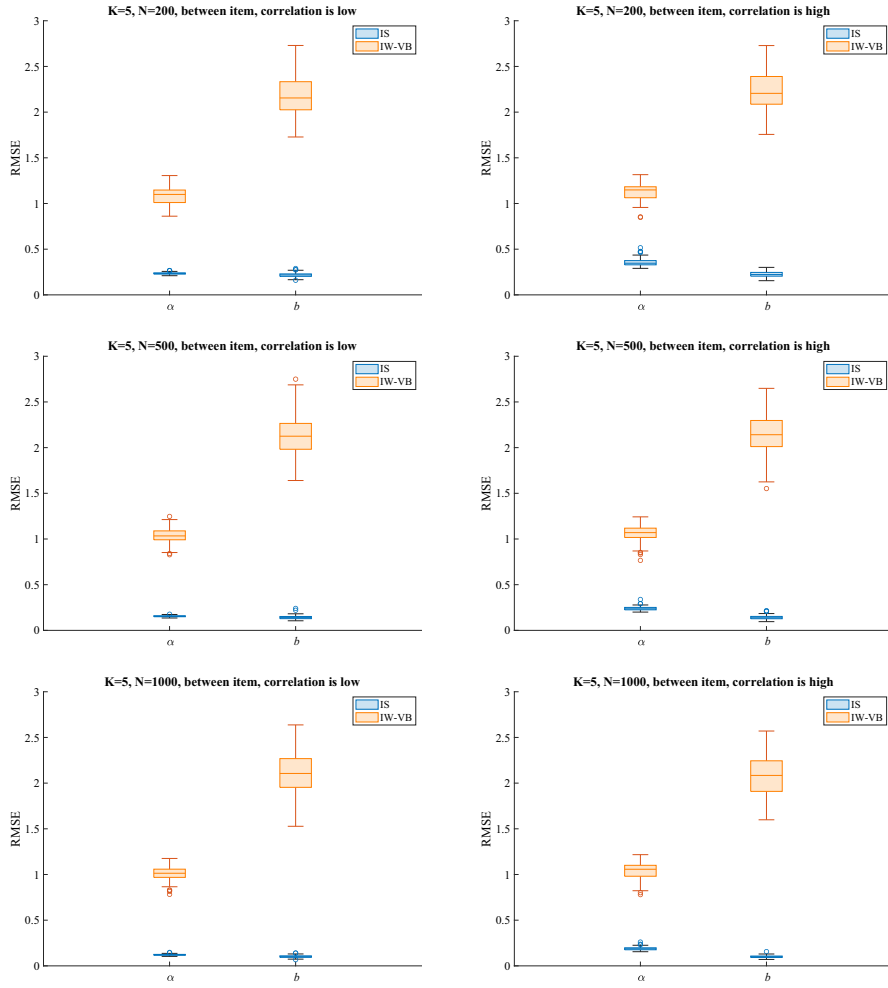 K=5, N=200, between item, correlation is low
IS
IW-VB
3
2.5
2
1.5
1
0.5
0
RMSE
α
b
K=5, N=200, between item, correlation is high
IS
IW-VB
3
2.5
2
1.5
1
0.5
0
RMSE
α
b
K=5, N=500, between item, correlation is low
IS
IW-VB
3
2.5
2
1.5
1
0.5
0
RMSE
α
b
K=5, N=500, between item, correlation is high
IS
IW-VB
3
2.5
2
1.5
1
0.5
0
RMSE
α
b
K=5, N=1000, between item, correlation is low
IS
IW-VB
3
2.5
2
1.5
1
0.5
0
RMSE
α
b
K=5, N=1000, between item, correlation is high
IS
IW-VB
3
2.5
2
1.5
1
0.5
0
RMSE
α
b